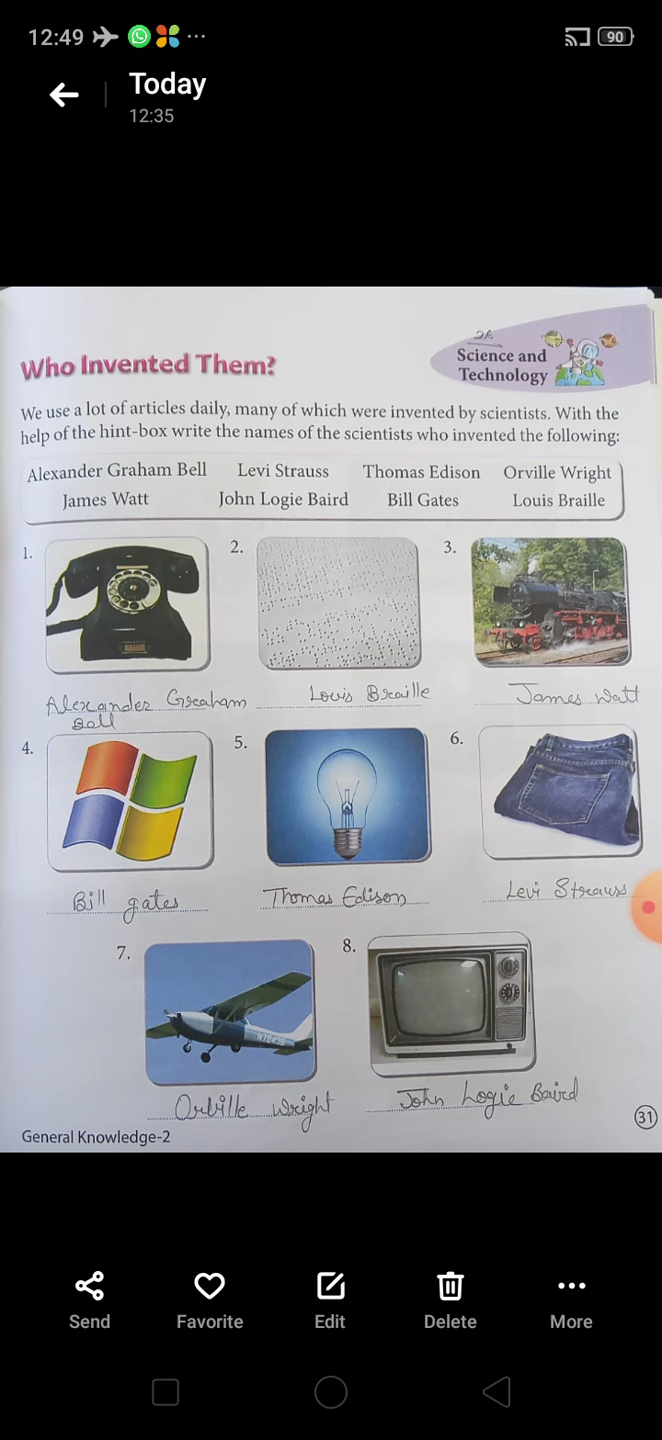 12:49
90
Today
12:35
26
Who Invented Them?
Science and
Technology
We use a lot of articles daily, many of which were invented by scientists. With the
help of the hint-box write the names of the scientists who invented the following:
Alexander Graham Bell Levi Strauss Thomas Edison Orville Wright
James Watt John Logie Baird Bill Gates Louis Braille
1. 2. 3.
Alexander Graham Louis Braille James Watt
Bell
4. 5. 6.
Bill gates Thomas Edison Levi Strauss
7. 8.
N78436
Orville Wright John Logie Baird
General Knowledge-2
31
Send Favorite Edit Delete More